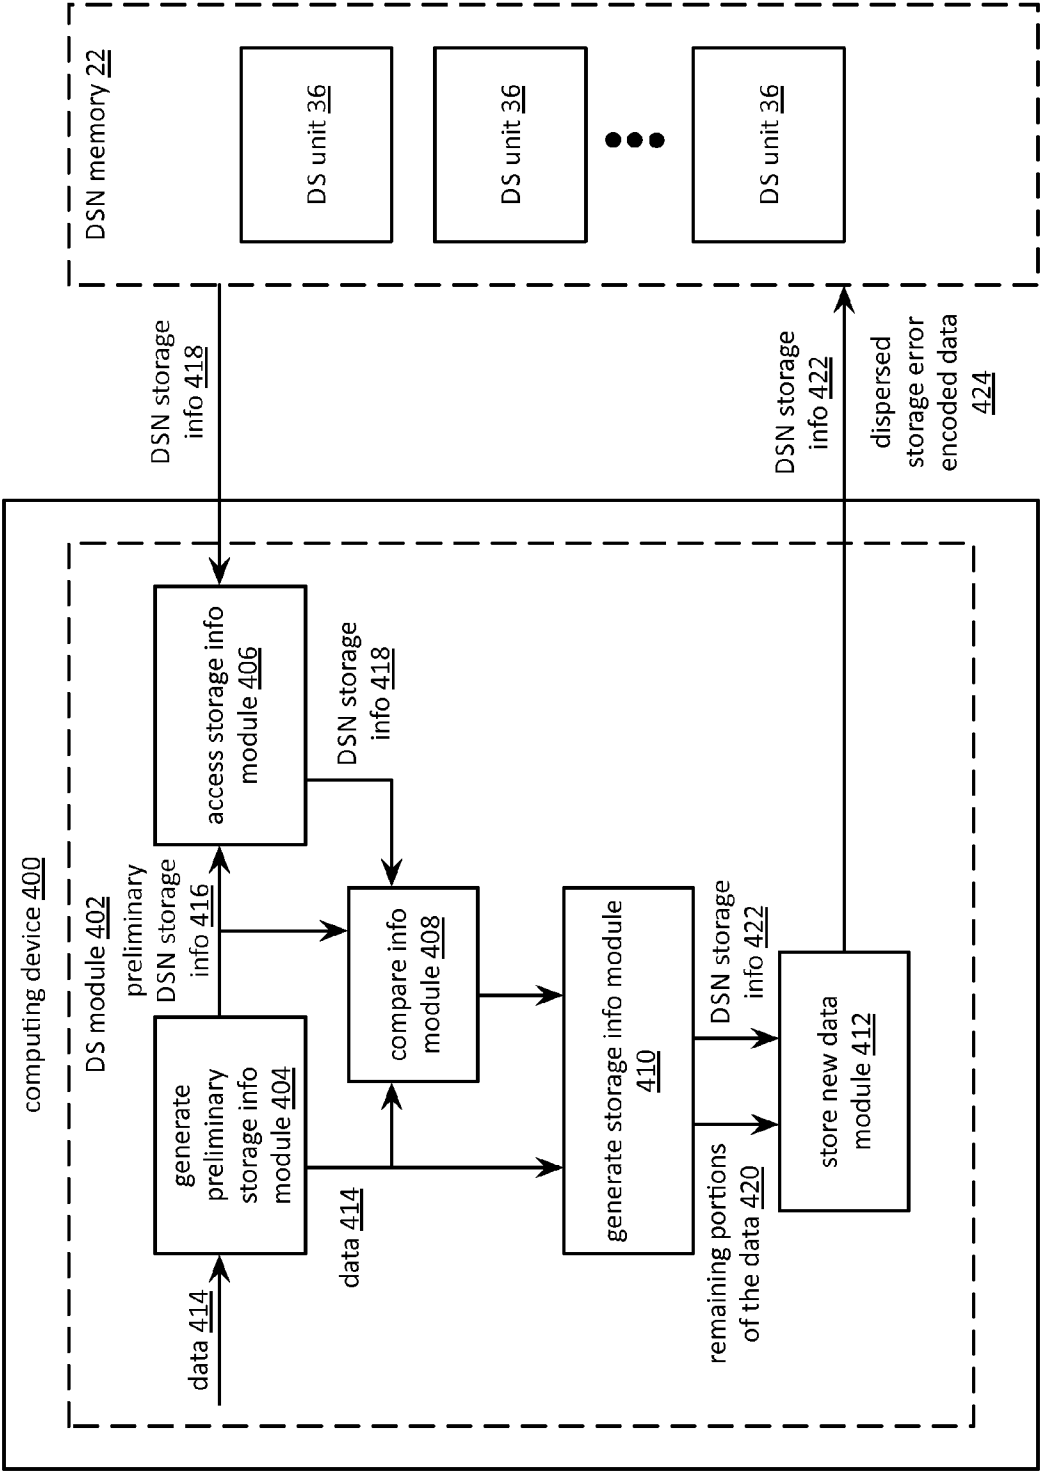 computing device 400
DS module 402
data 414
generate
preliminary
storage info
module 404
preliminary
DSN storage
info 416
access storage info
module 406
DSN storage
info 418
DSN memory 22
DS unit 36
DS unit 36
DS unit 36
data 414
compare info
module 408
DSN storage
info 418
generate storage info module
410
remaining portions
of the data 420
DSN storage
info 422
store new data
module 412
DSN storage
info 422
dispersed
storage error
encoded data
424